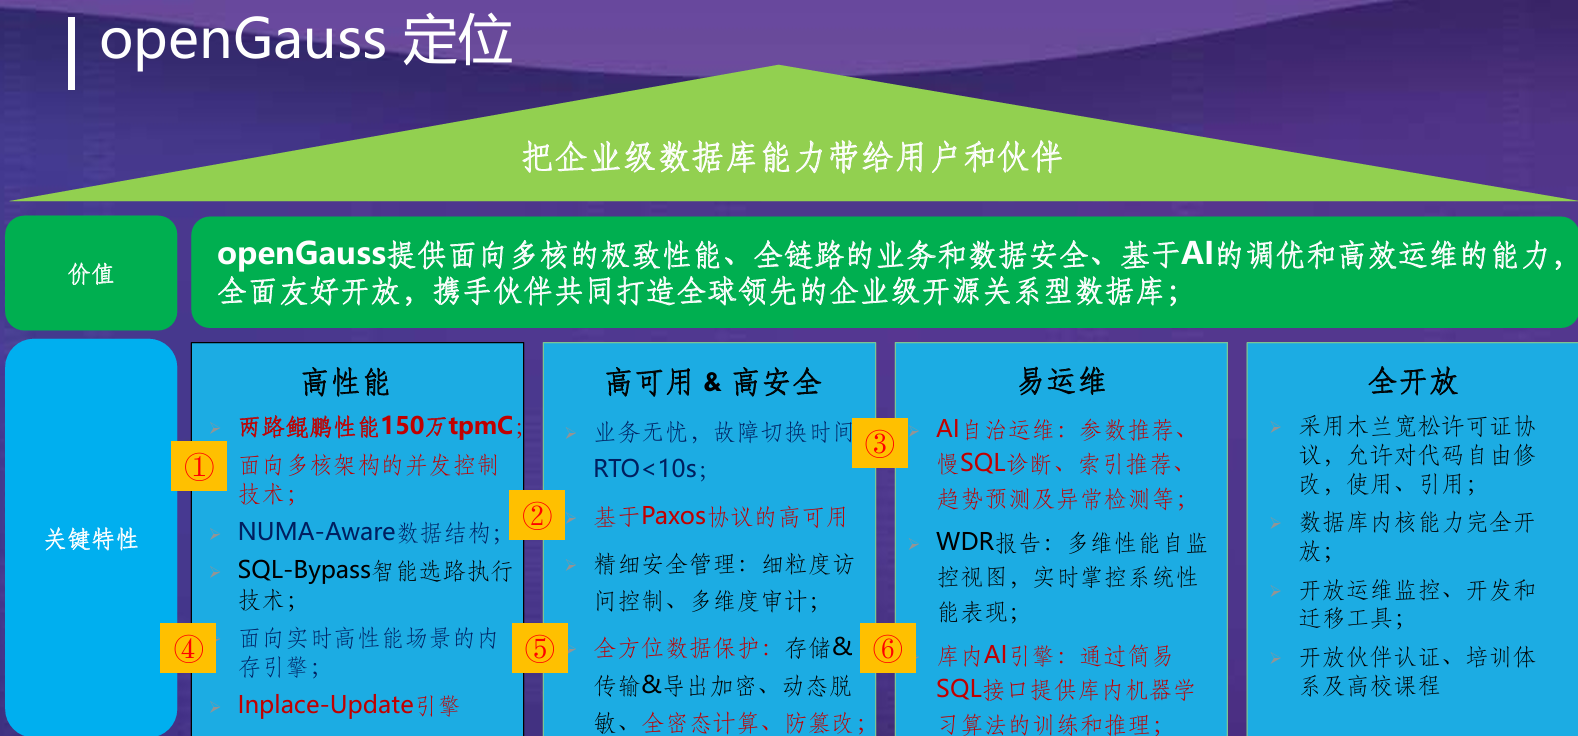 openGauss 定位
把企业级数据库能力带给用户和伙伴
价值
openGauss提供面向多核的极致性能、全链路的业务和数据安全、基于AI的调优和高效运维的能力，
全面友好开放，携手伙伴共同打造全球领先的企业级开源关系型数据库；
关键特性
高性能
两路鲲鹏性能150万tpmC；
①
面向多核架构的并发控制
技术；
NUMA-Aware数据结构；
SQL-Bypass智能选路执行
技术；
④
面向实时高性能场景的内
存引擎；
Inplace-Update引擎
高可用 & 高安全
业务无忧，故障切换时间
RTO<10s；
②
基于Paxos协议的高可用
精细安全管理：细粒度访
问控制、多维度审计；
⑤
全方位数据保护：存储&
传输&导出加密、动态脱
敏、全密态计算、防篡改；
易运维
③
AI自治运维：参数推荐、
慢SQL诊断、索引推荐、
趋势预测及异常检测等；
WDR报告：多维性能自监
控视图，实时掌控系统性
能表现；
⑥
库内AI引擎：通过简易
SQL接口提供库内机器学
习算法的训练和推理；
全开放
采用木兰宽松许可证协
议，允许对代码自由修
改，使用、引用；
数据库内核能力完全开
放；
开放运维监控、开发和
迁移工具；
开放伙伴认证、培训体
系及高校课程